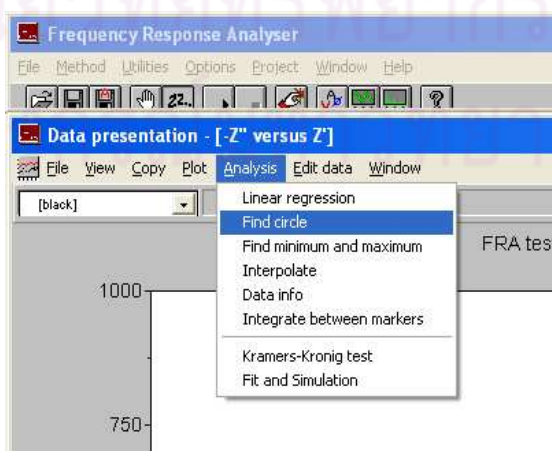 Frequency Response Analyser
File Method Utilities Options Project Window Help
Data presentation - [-Z" versus Z']
File View Copy Plot Analysis Edit data Window
[black]
Linear regression
Find circle
Find minimum and maximum
Interpolate
Data info
Integrate between markers
Kramers-Kronig test
Fit and Simulation
FRA tes
1000
750